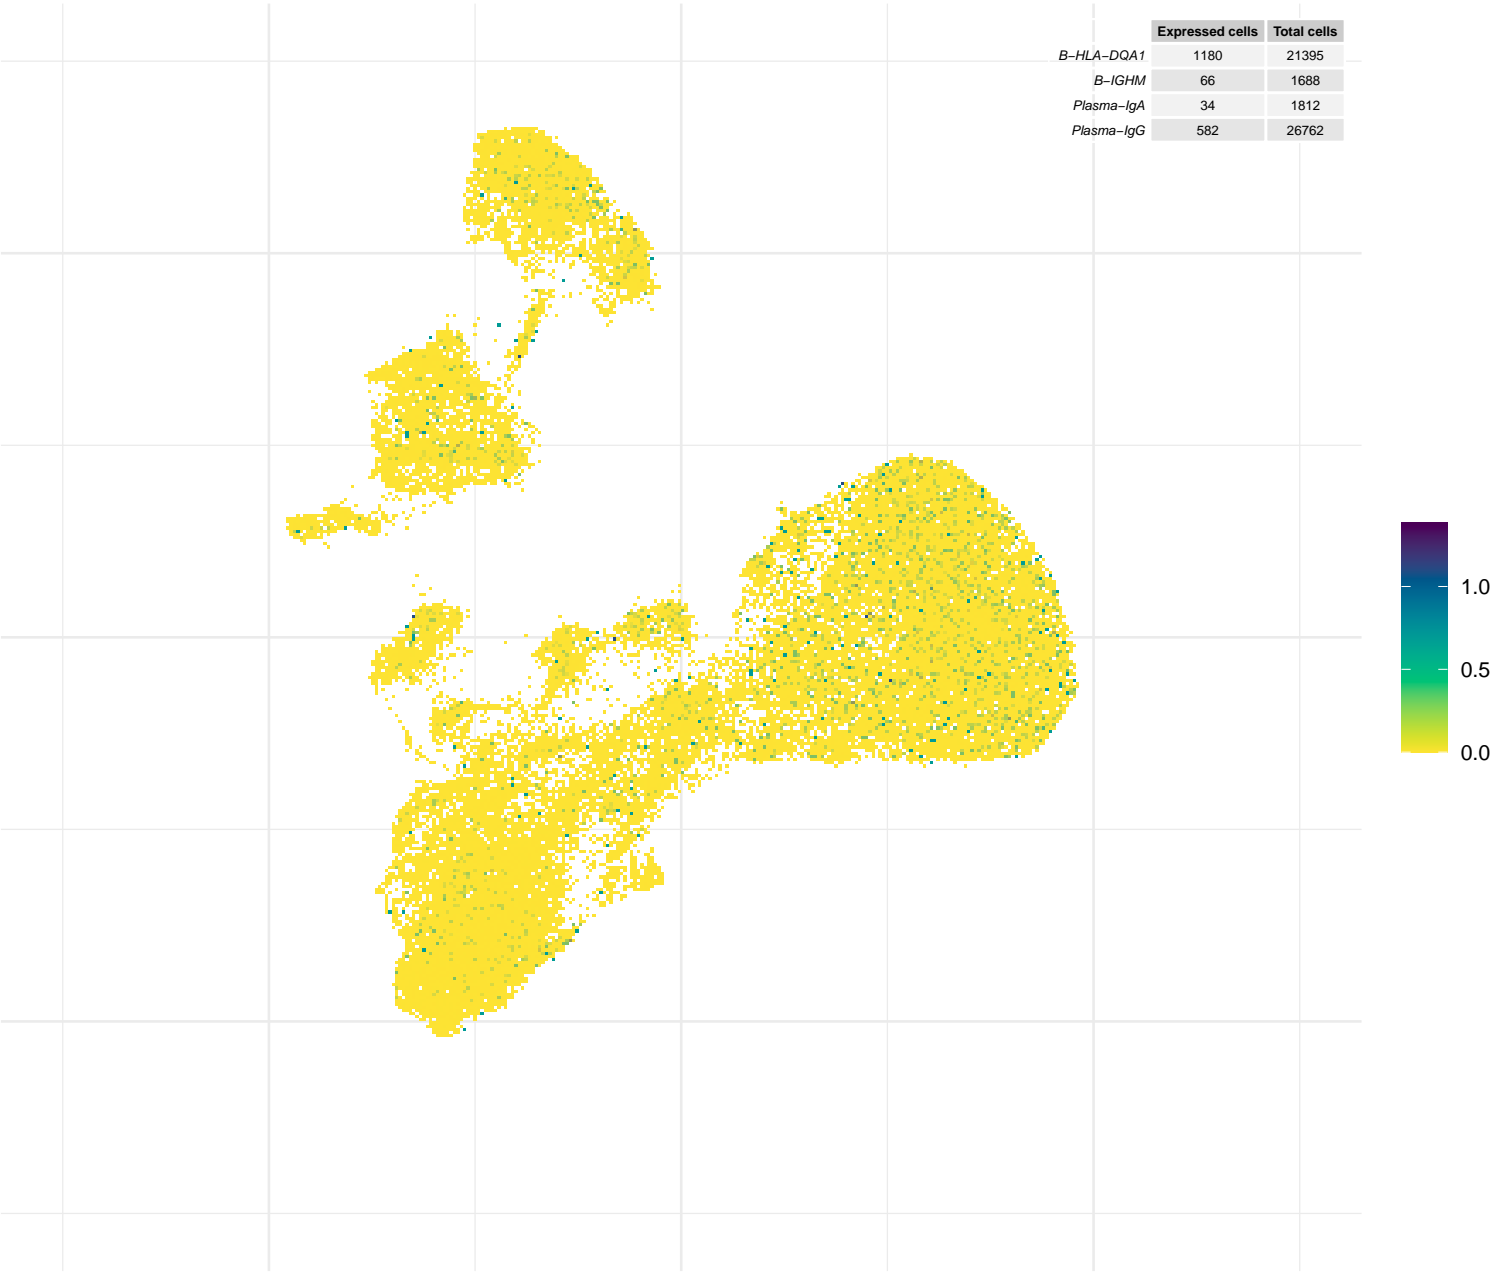 Expressed cells Total cells
B−HLA−DQA1 1180 21395
B−IGHM 66 1688
Plasma−IgA 34 1812
Plasma−IgG 582 26762
1.0
0.5
0.0